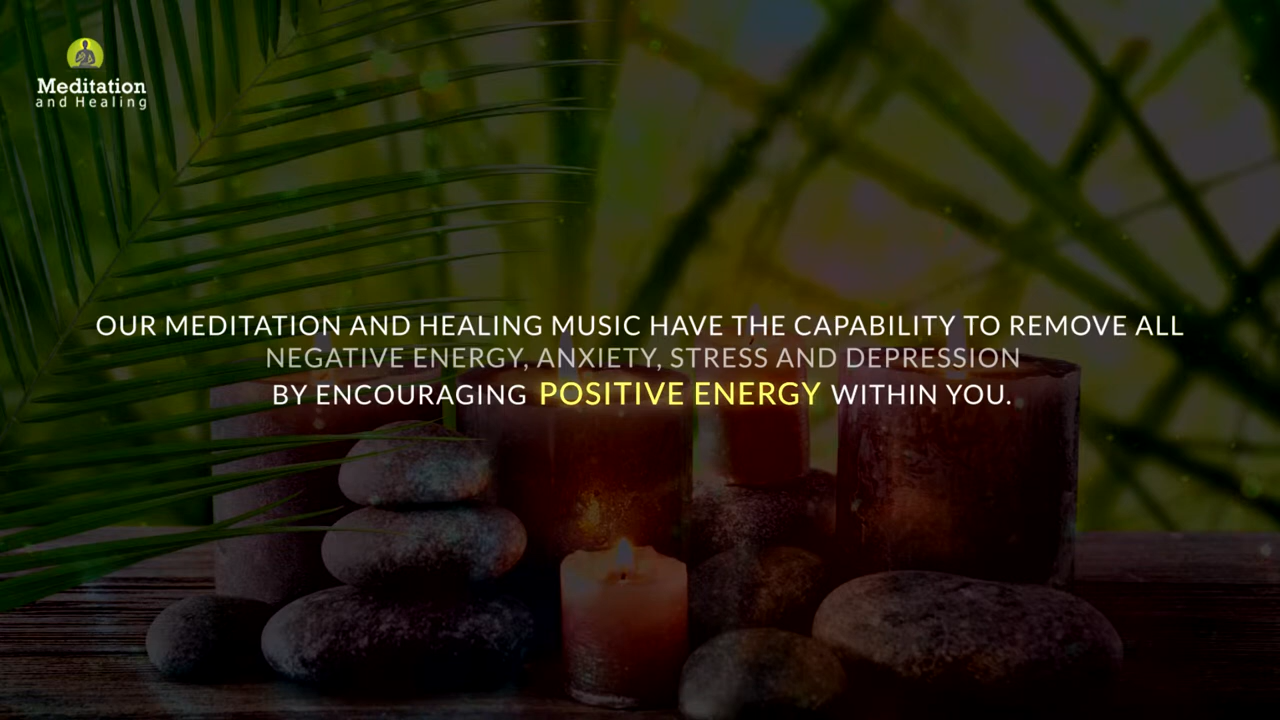 Meditation
and Healing
OUR MEDITATION AND HEALING MUSIC HAVE THE CAPABILITY TO REMOVE ALL
NEGATIVE ENERGY, ANXIETY, STRESS AND DEPRESSION
BY ENCOURAGING POSITIVE ENERGY WITHIN YOU.